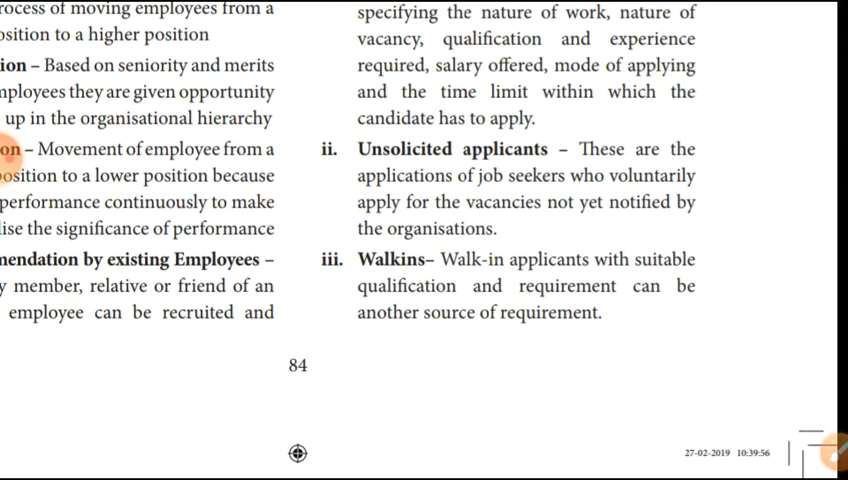 rocess of moving employees from a
osition to a higher position
ion – Based on seniority and merits
mployees they are given opportunity
up in the organisational hierarchy
on – Movement of employee from a
position to a lower position because
performance continuously to make
lise the significance of performance
mendation by existing Employees –
y member, relative or friend of an
employee can be recruited and
specifying the nature of work, nature of
vacancy, qualification and experience
required, salary offered, mode of applying
and the time limit within which the
candidate has to apply.
ii. Unsolicited applicants – These are the
applications of job seekers who voluntarily
apply for the vacancies not yet notified by
the organisations.
iii. Walkins– Walk-in applicants with suitable
qualification and requirement can be
another source of requirement.
84
27-02-2019 10:39:56